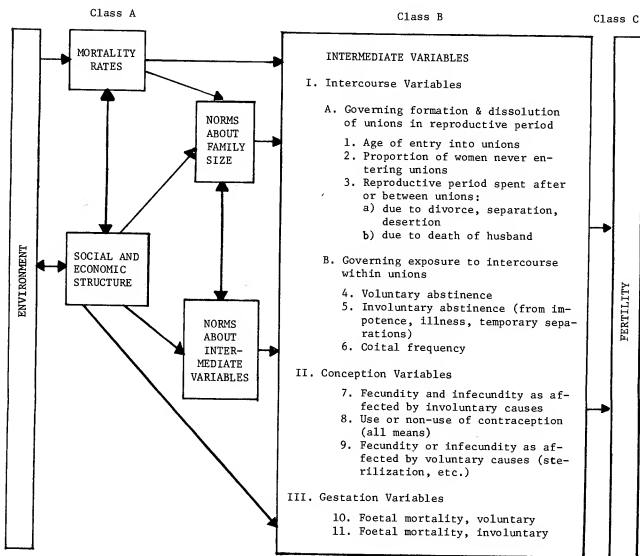 Class A
Class B
Class C
ENVIRONMENT
MORTALITY
RATES
NORMS
ABOUT
FAMILY
SIZE
SOCIAL AND
ECONOMIC
STRUCTURE
NORMS
ABOUT
INTER-
MEDIATE
VARIABLES
INTERMEDIATE VARIABLES
I. Intercourse Variables
A. Governing formation & dissolution
of unions in reproductive period
1. Age of entry into unions
2. Proportion of women never en-
tering unions
3. Reproductive period spent after
or between unions:
a) due to divorce, separation,
desertion
b) due to death of husband
B. Governing exposure to intercourse
within unions
4. Voluntary abstinence
5. Involuntary abstinence (from im-
potence, illness, temporary sepa-
rations)
6. Coital frequency
II. Conception Variables
7. Fecundity and infecundity as af-
fected by involuntary causes
8. Use or non-use of contraception
(all means)
9. Fecundity or infecundity as af-
fected by voluntary causes (ste-
rilization, etc.)
III. Gestation Variables
10. Foetal mortality, voluntary
11. Foetal mortality, involuntary
FERTILITY